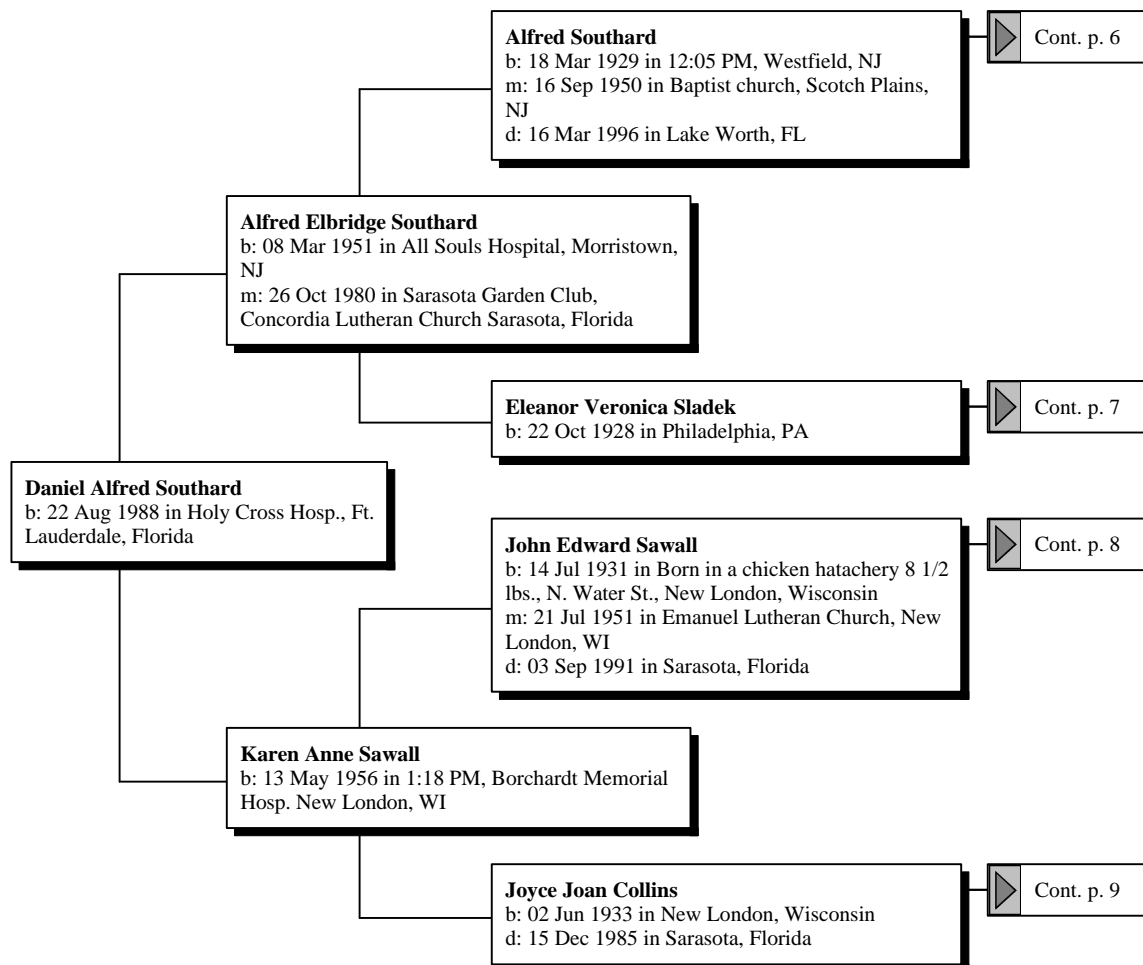 Alfred Southard
b: 18 Mar 1929 in 12:05 PM, Westfield, NJ
m: 16 Sep 1950 in Baptist church, Scotch Plains,
NJ
d: 16 Mar 1996 in Lake Worth, FL
Cont. p. 6
Alfred Elbridge Southard
b: 08 Mar 1951 in All Souls Hospital, Morristown,
NJ
m: 26 Oct 1980 in Sarasota Garden Club,
Concordia Lutheran Church Sarasota, Florida
Eleanor Veronica Sladek
b: 22 Oct 1928 in Philadelphia, PA
Cont. p. 7
Daniel Alfred Southard
b: 22 Aug 1988 in Holy Cross Hosp., Ft.
Lauderdale, Florida
John Edward Sawall
b: 14 Jul 1931 in Born in a chicken hatachery 8 1/2
lbs., N. Water St., New London, Wisconsin
m: 21 Jul 1951 in Emanuel Lutheran Church, New
London, WI
d: 03 Sep 1991 in Sarasota, Florida
Cont. p. 8
Karen Anne Sawall
b: 13 May 1956 in 1:18 PM, Borchardt Memorial
Hosp. New London, WI
Joyce Joan Collins
b: 02 Jun 1933 in New London, Wisconsin
d: 15 Dec 1985 in Sarasota, Florida
Cont. p. 9